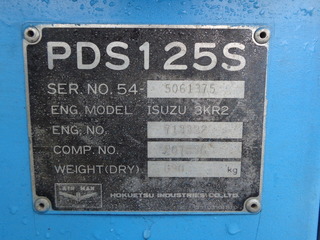 PDS125S
SER. NO. 54- 5061375
ENG. MODEL ISUZU 3KR2
ENG. NO.
COMP. NO.
WEIGHT(DRY) kg
AIR MAN
HOKUETSU INDUSTRIES CO., LTD.